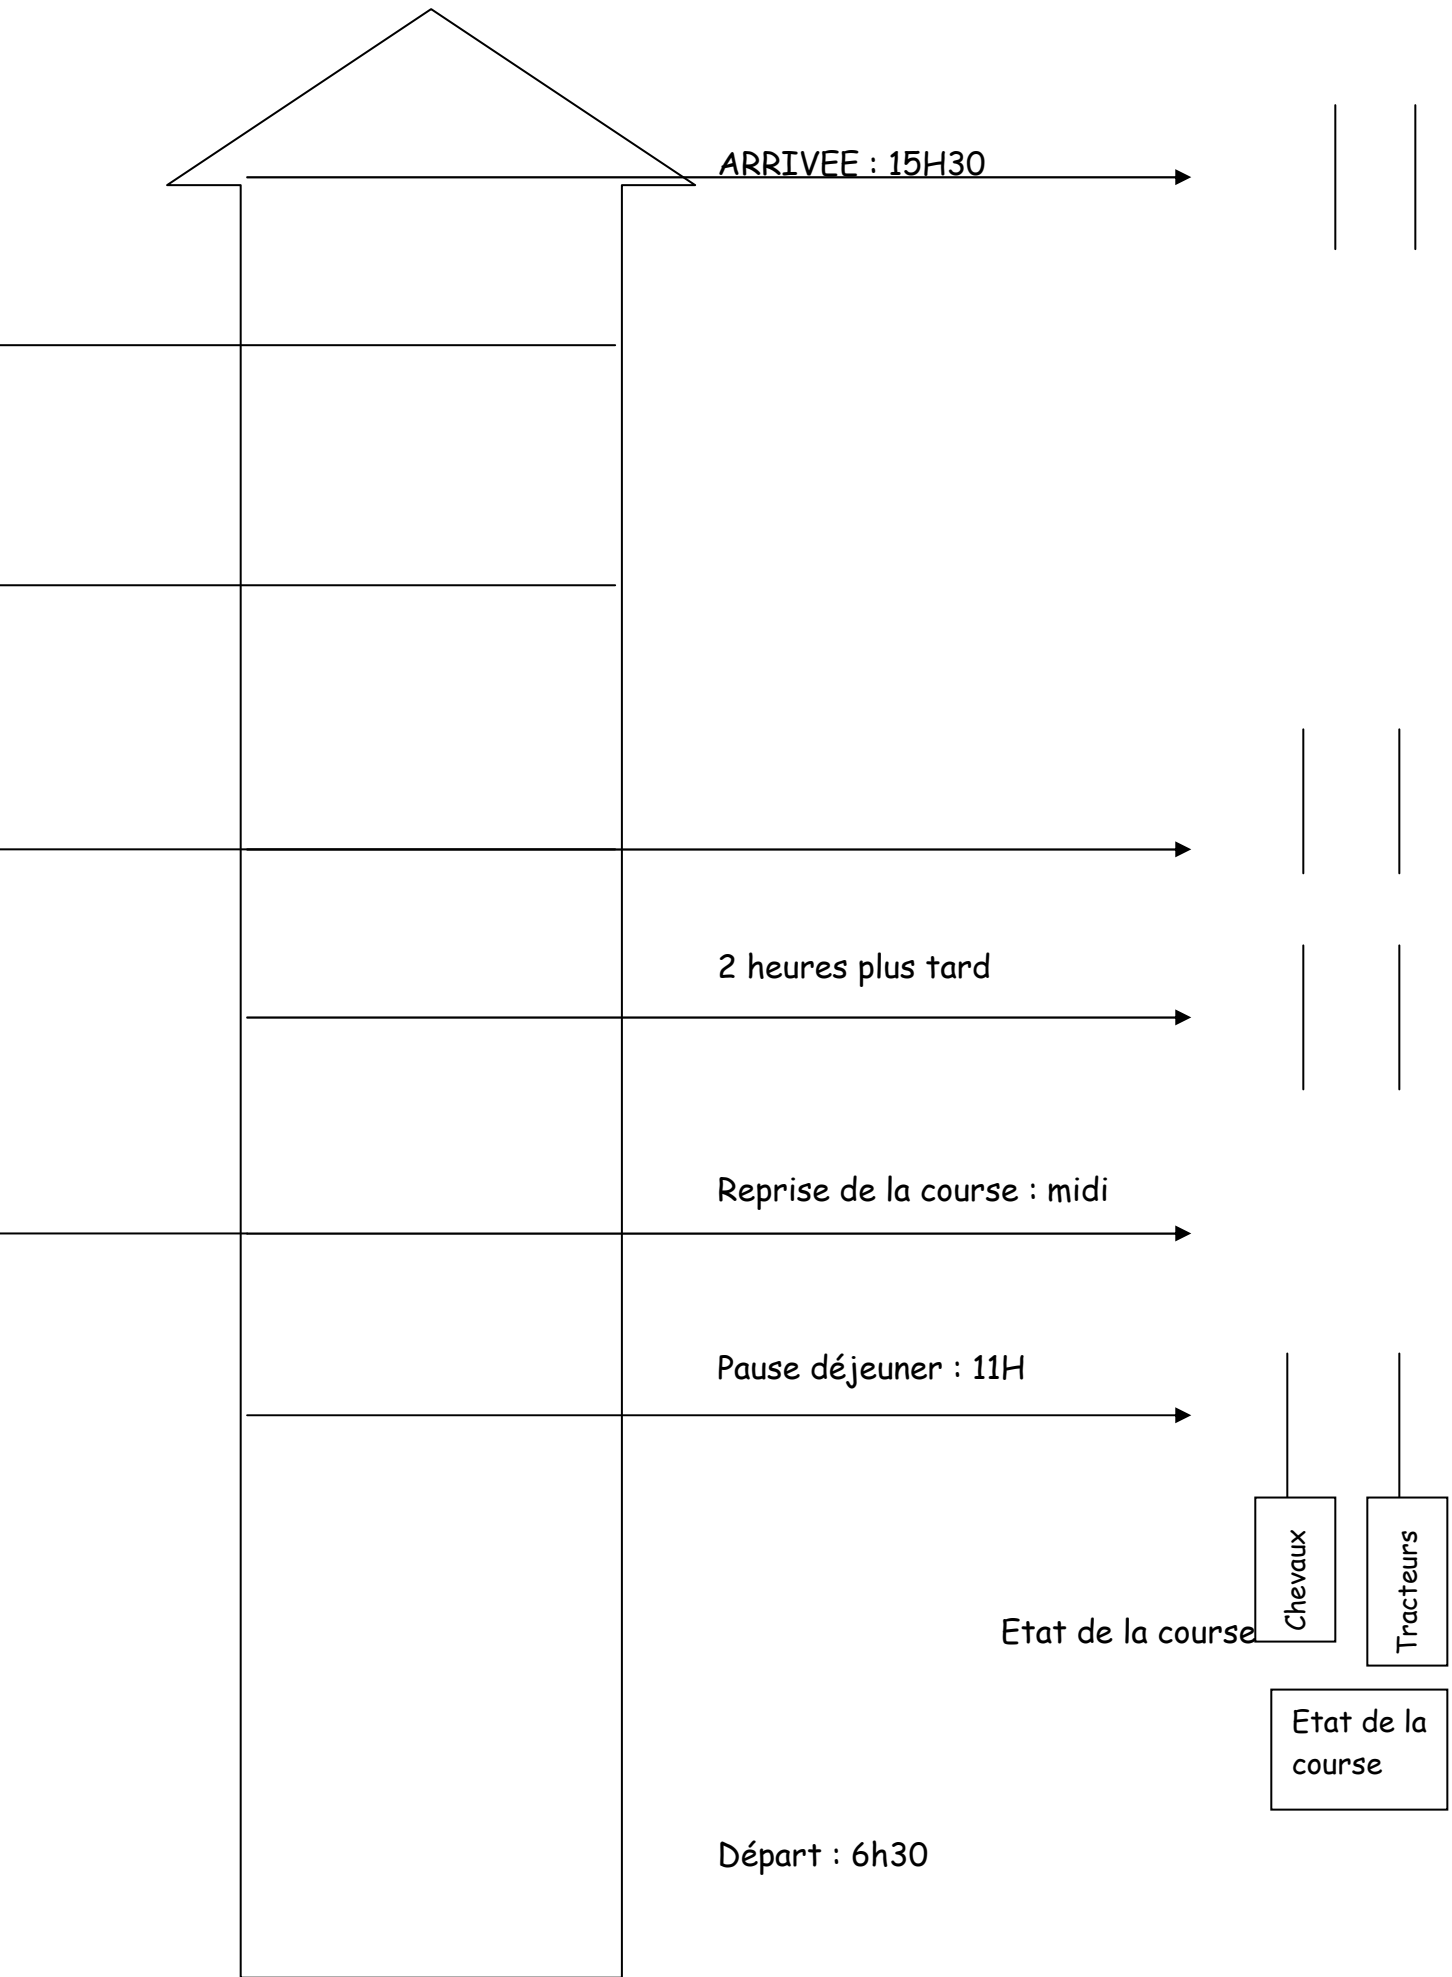 ARRIVEE : 15H30
2 heures plus tard
Reprise de la course : midi
Pause déjeuner : 11H
Chevaux
Tracteurs
Etat de la course
Etat de la
course
Départ : 6h30